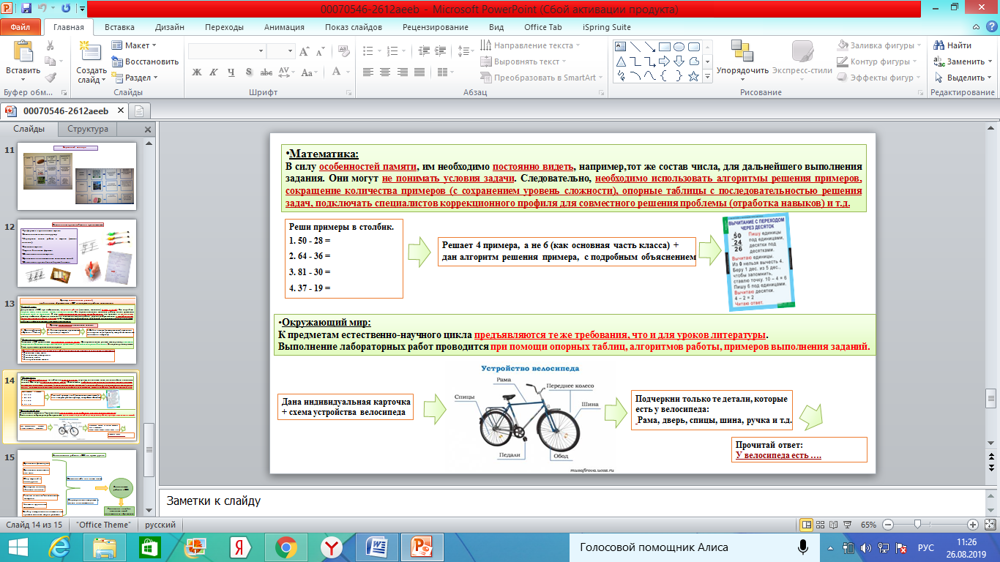 00070546-2612aeeb - Microsoft PowerPoint (Сбой активации продукта)
Файл Главная Вставка Дизайн Переходы Анимация Показ слайдов Рецензирование Вид Office Tab iSpring Suite
Вставить
Буфер обм...
Создать слайд
Макет
Восстановить
Раздел
Слайды
Ж К Ч S abc AV Aa A
Шрифт
Направление текста
Выровнять текст
Преобразовать в SmartArt
Абзац
Упорядочить
Экспресс-стили
Заливка фигуры
Контур фигуры
Эффекты фигур
Рисование
Найти
Заменить
Выделить
Редактирование
00070546-2612aeeb
Слайды Структура
11
12
13
14
15
•Математика:
В силу особенностей памяти, им необходимо постоянно видеть, например,тот же состав числа, для дальнейшего выполнения
задания. Они могут не понимать условия задачи. Следовательно, необходимо использовать алгоритмы решения примеров,
сокращение количества примеров (с сохранением уровень сложности), опорные таблицы с последовательностью решения
задач, подключать специалистов коррекционного профиля для совместного решения проблемы (отработка навыков) и т.д.
Реши примеры в столбик.
1. 50 - 28 =
2. 64 - 36 =
3. 81 - 30 =
4. 37 - 19 =
Решает 4 примера, а не 6 (как основная часть класса) +
дан алгоритм решения примера, с подробным объяснением
ВЫЧИТАНИЕ С ПЕРЕХОДОМ
ЧЕРЕЗ ДЕСЯТОК
50
24
26
Пишу единицы
под единицами,
десятки под
десятками.
Вычитаю единицы.
Из 0 нельзя вычесть 4.
Беру 1 дес. из 5 дес.,
чтобы запомнить,
ставлю точку. 10 – 4 = 6
Пишу 6 под единицами.
Вычитаю десятки.
4 – 2 = 2
Читаю ответ.
•Окружающий мир:
К предметам естественно-научного цикла предъявляются те же требования, что и для уроков литературы.
Выполнение лабораторных работ проводится при помощи опорных таблиц, алгоритмов работы, примеров выполнения заданий.
Дана индивидуальная карточка
+ схема устройства велосипеда
Устройство велосипеда
Рама
Переднее колесо
Спицы
Шина
Педали
Обод
musafirova.ucoz.ru
Подчеркни только те детали, которые
есть у велосипеда:
Рама, дверь, спицы, шина, ручка и т.д.
Прочитай ответ:
У велосипеда есть ….
Заметки к слайду
Слайд 14 из 15 "Office Theme" русский 65%
Голосовой помощник Алиса
РУС
11:26
26.08.2019